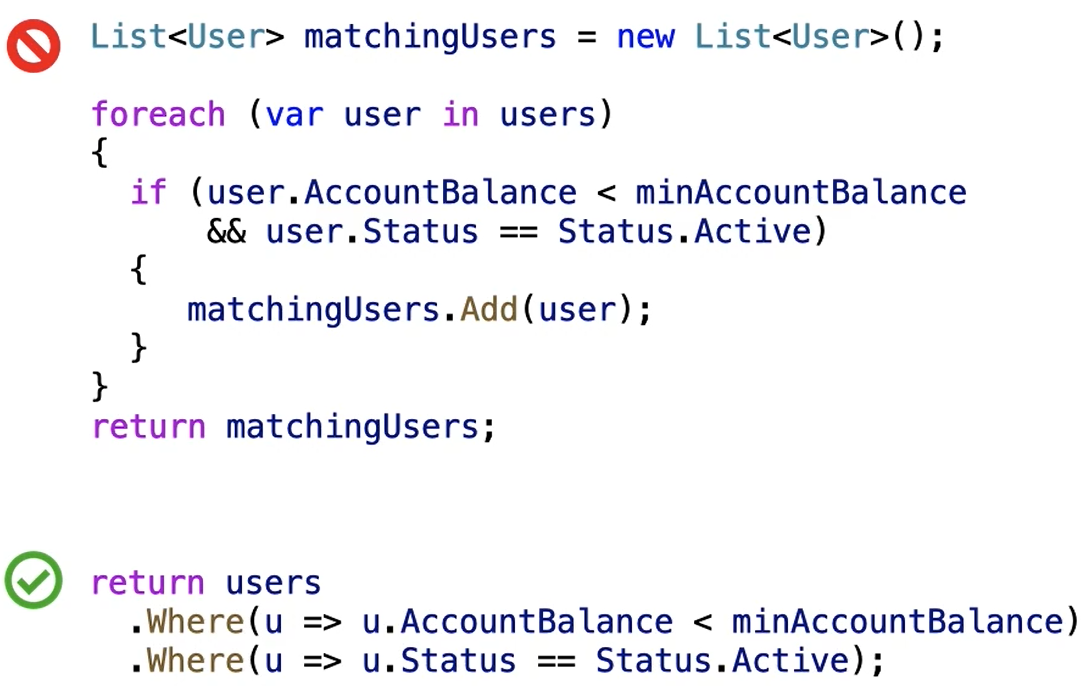 List<User> matchingUsers = new List<User>();
foreach (var user in users)
{
if (user.AccountBalance < minAccountBalance
&& user.Status == Status.Active)
{
matchingUsers.Add(user);
}
}
return matchingUsers;
return users
.Where(u => u.AccountBalance < minAccountBalance)
.Where(u => u.Status == Status.Active);